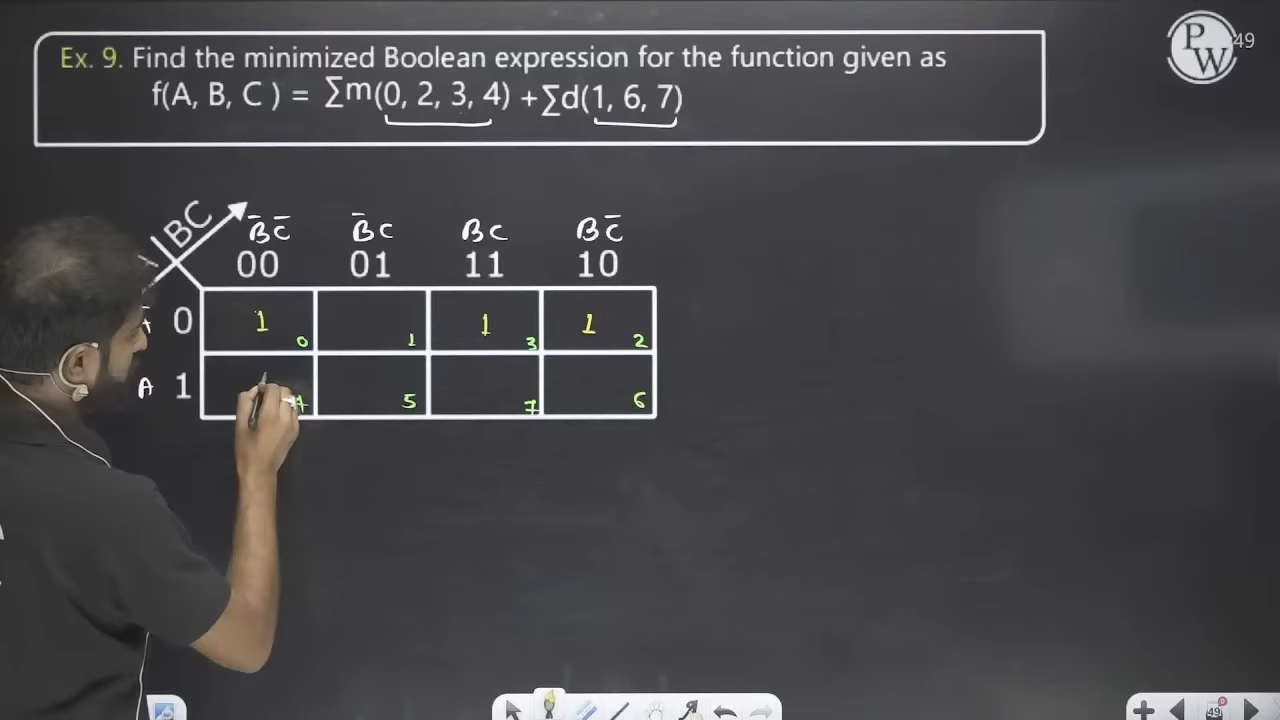 Ex. 9. Find the minimized Boolean expression for the function given as
f(A, B, C ) = ∑m(0, 2, 3, 4) +∑d(1, 6, 7)
PW
49
BC
B̅C̅ B̅C BC BC̅
00 01 11 10
0 1 0 1 1 3 1 2
A 1 5 7 6
49